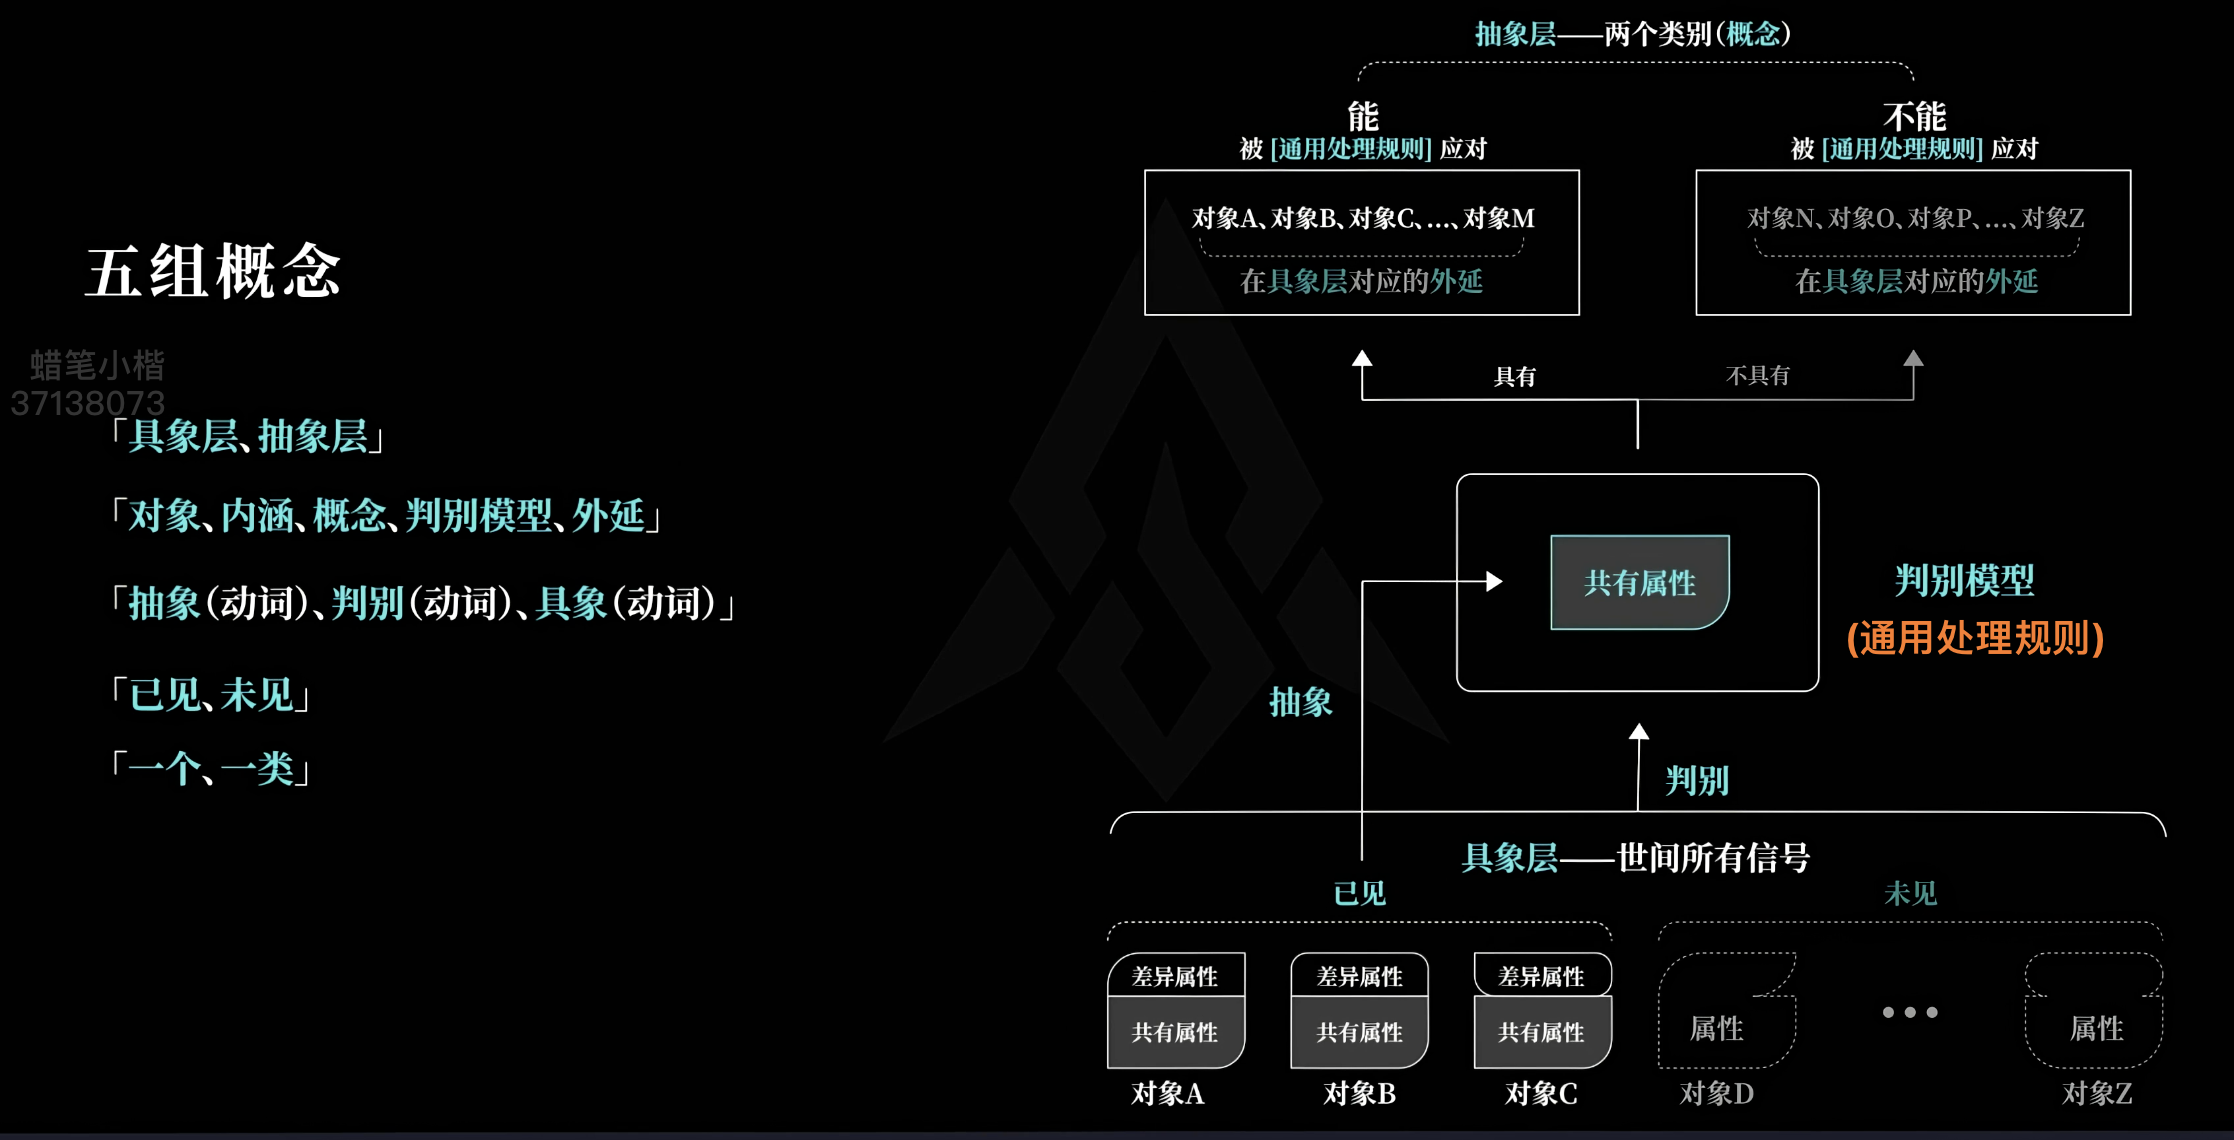 五组概念
蜡笔小楷
37138073
「具象层、抽象层」
「对象、内涵、概念、判别模型、外延」
「抽象(动词)、判别(动词)、具象(动词)」
「已见、未见」
「一个、一类」
抽象层——两个类别(概念)
能
被 [通用处理规则] 应对
对象A、对象B、对象C、…、对象M
在具象层对应的外延
不能
被 [通用处理规则] 应对
对象N、对象O、对象P、…、对象Z
在具象层对应的外延
具有
不具有
共有属性
判别模型
(通用处理规则)
抽象
判别
具象层——世间所有信号
已见
未见
差异属性
共有属性
对象A
差异属性
共有属性
对象B
差异属性
共有属性
对象C
属性
对象D
•••
属性
对象Z